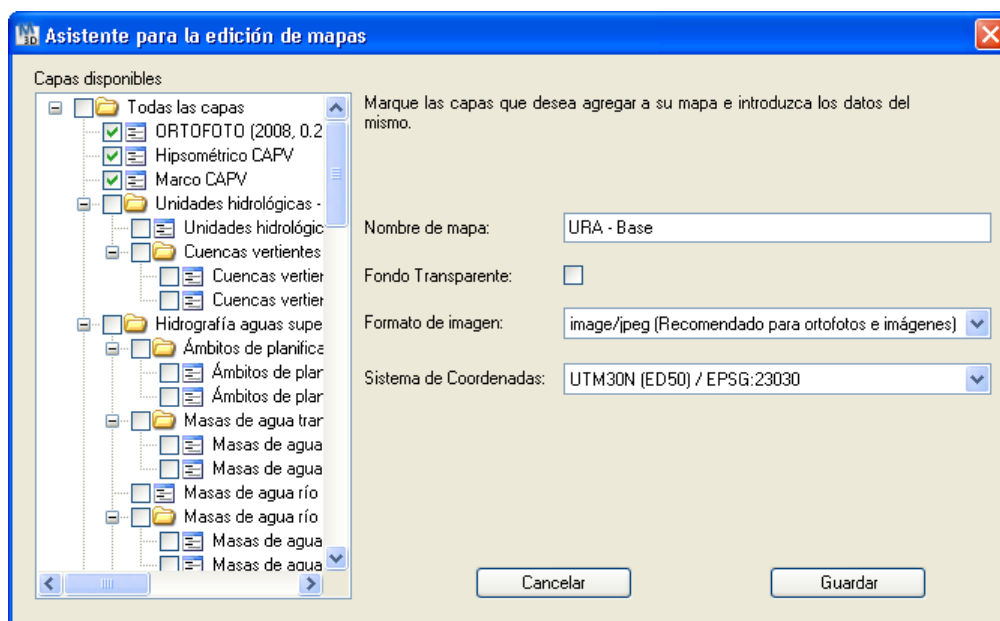 Asistente para la edición de mapas
Capas disponibles
Todas las capas
ORTOFOTO (2008, 0.2
Hipsométrico CAPV
Marco CAPV
Unidades hidrológicas -
Unidades hidrológic
Cuencas vertientes
Cuencas vertier
Cuencas vertier
Hidrografía aguas supe
Ámbitos de planifica
Ámbitos de plar
Ámbitos de plar
Masas de agua trar
Masas de agua
Masas de agua
Masas de agua río
Masas de agua río
Masas de agua
Masas de agua
Marque las capas que desea agregar a su mapa e introduzca los datos del
mismo.
Nombre de mapa: URA - Base
Fondo Transparente:
Formato de imagen: image/jpeg (Recomendado para ortofotos e imágenes)
Sistema de Coordenadas: UTM30N (ED50) / EPSG:23030
Cancelar Guardar